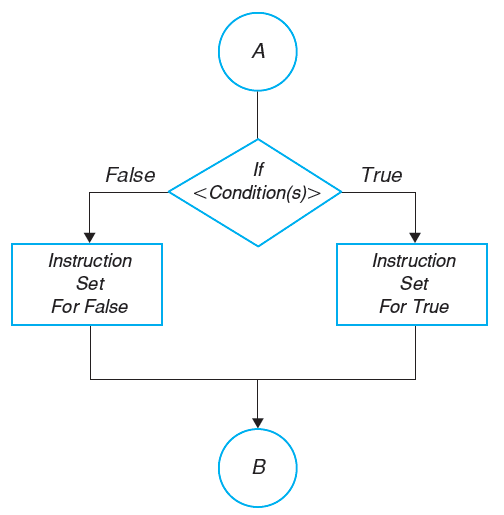 A
If
<Condition(s)>
False
True
Instruction
Set
For False
Instruction
Set
For True
B